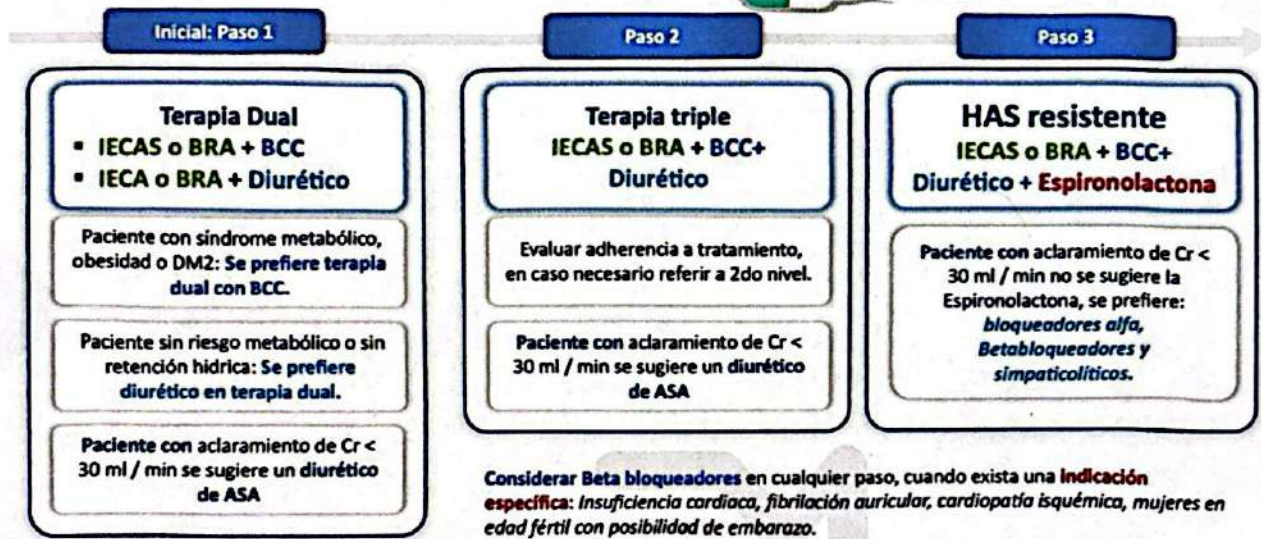 Inicial: Paso 1
Terapia Dual
▪ IECAS o BRA + BCC
▪ IECA o BRA + Diurético
Paciente con síndrome metabólico,
obesidad o DM2: Se prefiere terapia
dual con BCC.
Paciente sin riesgo metabólico o sin
retención hídrica: Se prefiere
diurético en terapia dual.
Paciente con aclaramiento de Cr <
30 ml / min se sugiere un diurético
de ASA
Paso 2
Terapia triple
IECAS o BRA + BCC+
Diurético
Evaluar adherencia a tratamiento,
en caso necesario referir a 2do nivel.
Paciente con aclaramiento de Cr <
30 ml / min se sugiere un diurético
de ASA
Paso 3
HAS resistente
IECAS o BRA + BCC+
Diurético + Espironolactona
Paciente con aclaramiento de Cr <
30 ml / min no se sugiere la
Espironolactona, se prefiere:
bloqueadores alfa,
Betabloqueadores y
simpaticolíticos.
Considerar Beta bloqueadores en cualquier paso, cuando exista una indicación
específica: Insuficiencia cardiaca, fibrilación auricular, cardiopatía isquémica, mujeres en
edad fértil con posibilidad de embarazo.